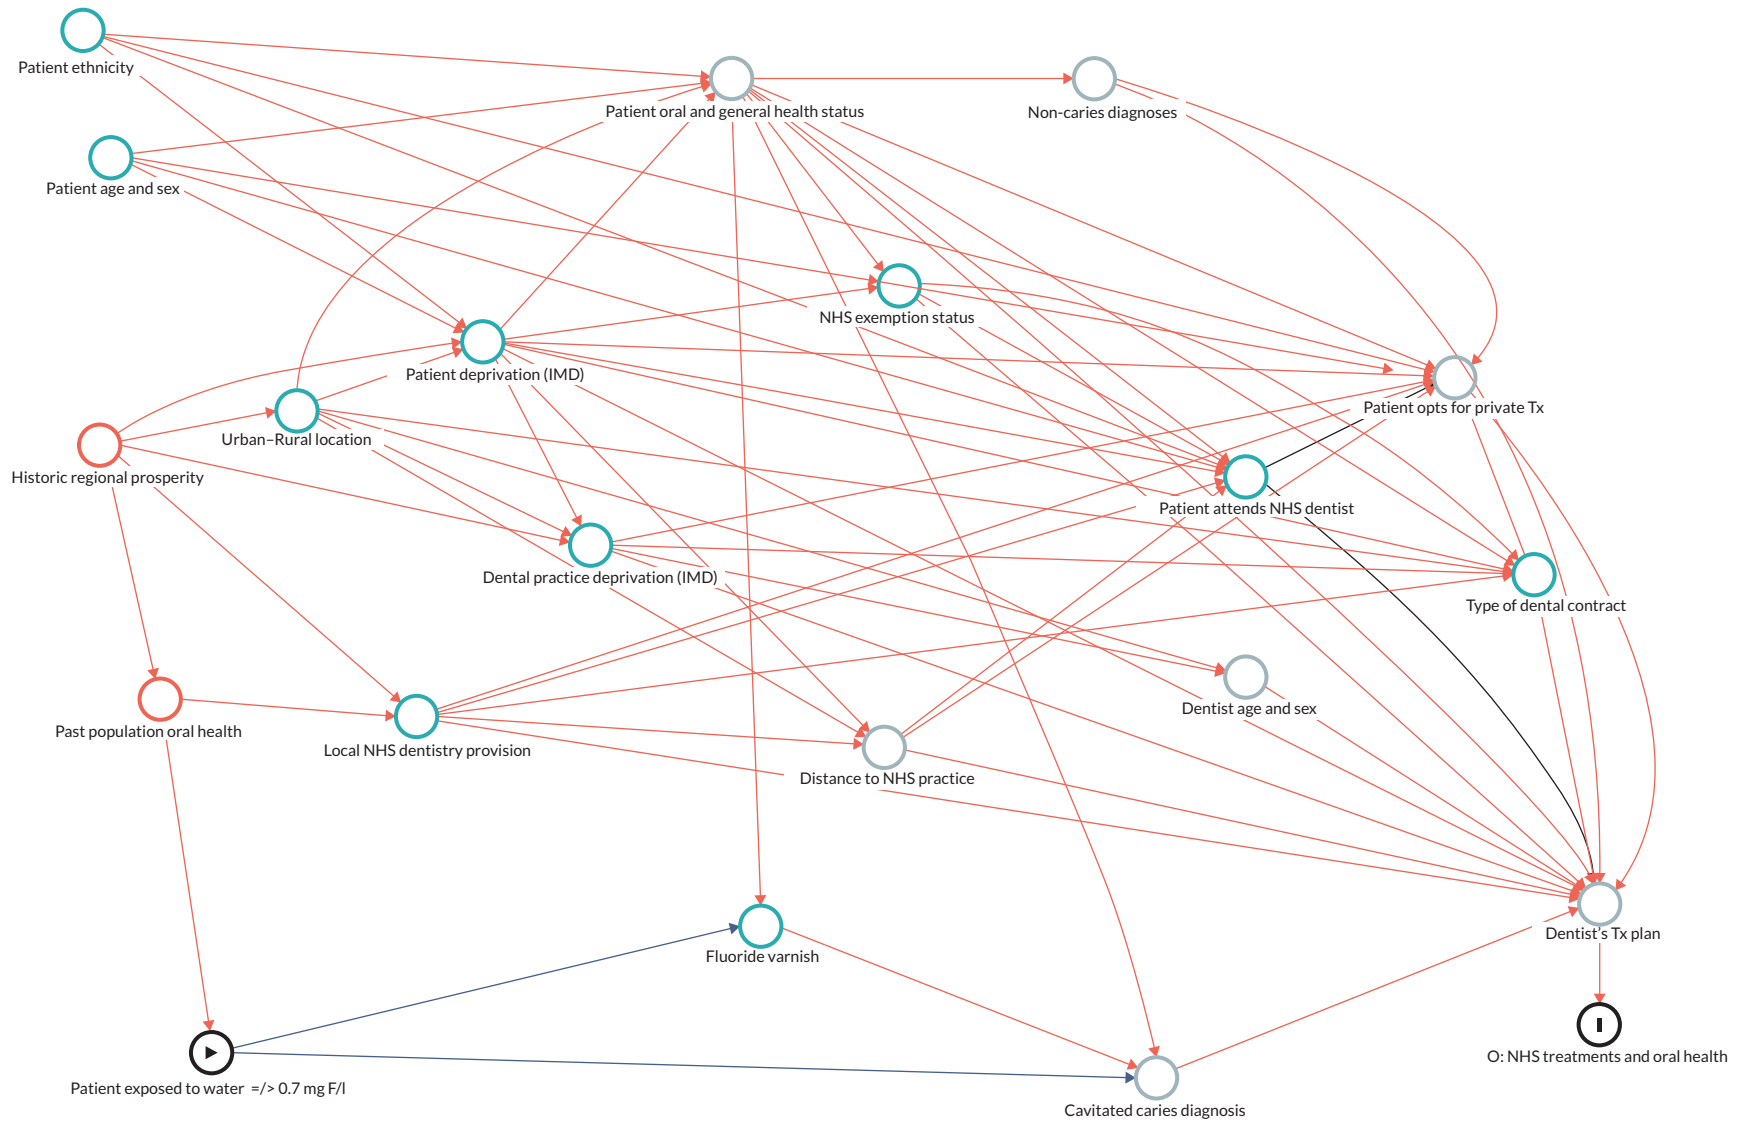 Patient ethnicity
Patient oral and general health status
Non-caries diagnoses
Patient age and sex
NHS exemption status
Patient deprivation (IMD)
Patient opts for private Tx
Urban–Rural location
Historic regional prosperity
Patient attends NHS dentist
Dental practice deprivation (IMD)
Type of dental contract
Dentist age and sex
Past population oral health
Local NHS dentistry provision
Distance to NHS practice
Dentist's Tx plan
Fluoride varnish
O: NHS treatments and oral health
Patient exposed to water =/> 0.7 mg F/l
Cavitated caries diagnosis